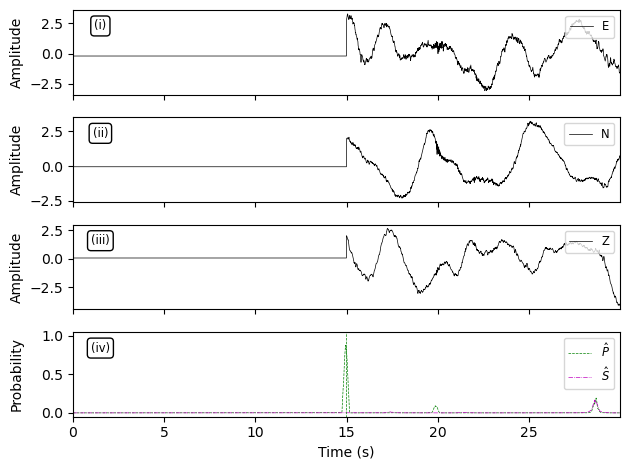 (i)
E
Amplitude
2.5
0.0
−2.5
(ii)
N
Amplitude
2.5
0.0
−2.5
(iii)
Z
Amplitude
2.5
0.0
−2.5
(iv)
P̂
Ŝ
Probability
1.0
0.5
0.0
0 5 10 15 20 25
Time (s)